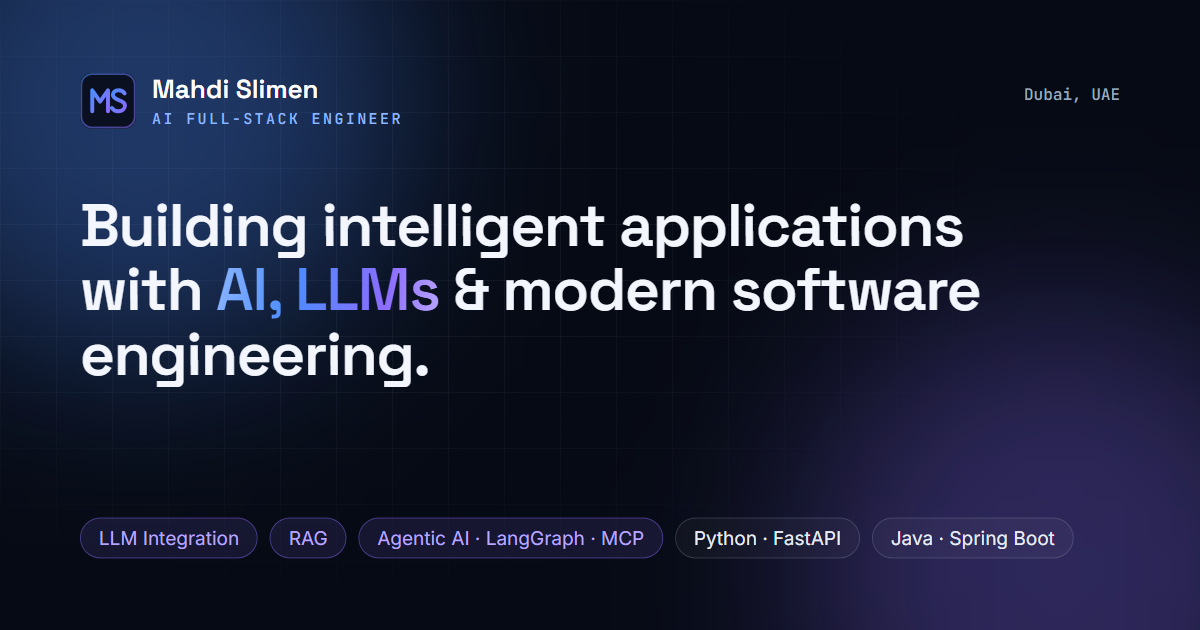 MS
Mahdi Slimen
AI FULL-STACK ENGINEER
Dubai, UAE
Building intelligent applications
with AI, LLMs & modern software
engineering.
LLM Integration
RAG
Agentic AI · LangGraph · MCP
Python · FastAPI
Java · Spring Boot